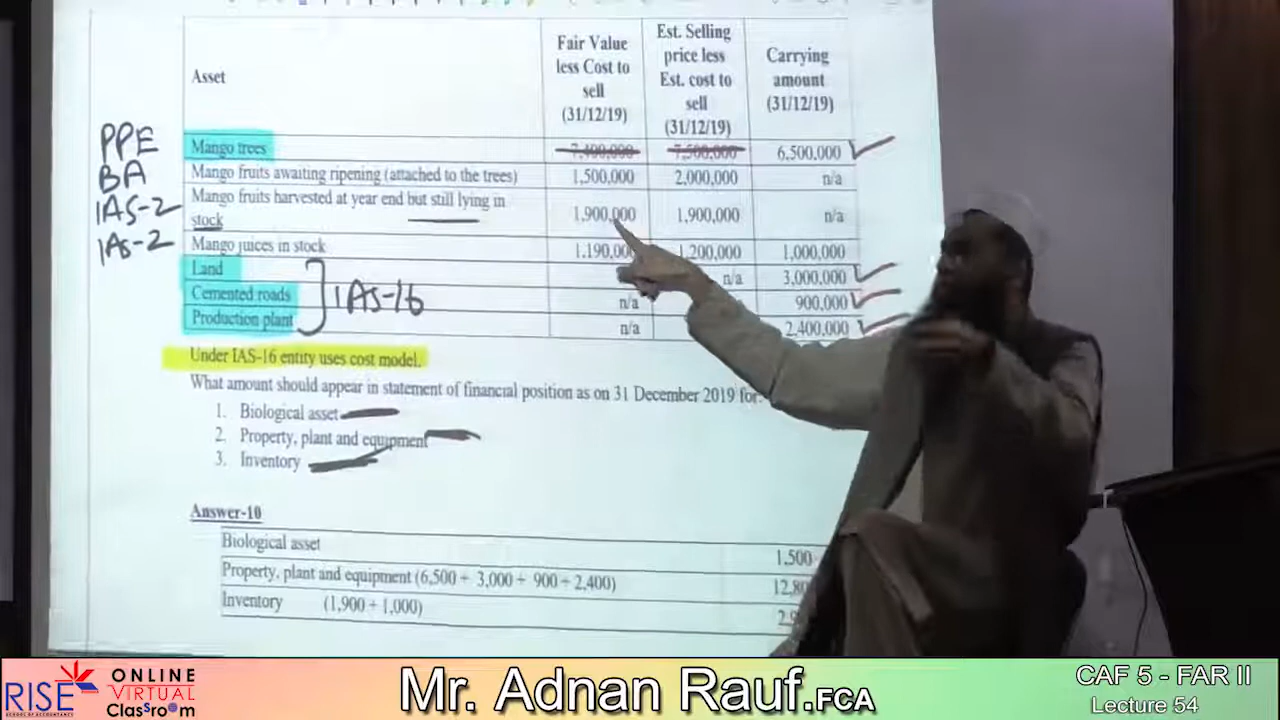 Asset
Fair Value
less Cost to
sell
(31/12/19)
Est. Selling
price less
Est. cost to
sell
(31/12/19)
Carrying
amount
(31/12/19)
PPE Mango trees 7,400,000 7,500,000 6,500,000
BA Mango fruits awaiting ripening (attached to the trees) 1,500,000 2,000,000 n/a
IAS-2 Mango fruits harvested at year end but still lying in
stock 1,900,000 1,900,000 n/a
IAS-2 Mango juices in stock 1,190,000 1,200,000 1,000,000
Land n/a 3,000,000
Cemented roads n/a 900,000
Production plant n/a 2,400,000
IAS-16
Under IAS-16 entity uses cost model.
What amount should appear in statement of financial position as on 31 December 2019 for:
1. Biological asset
2. Property, plant and equipment
3. Inventory
Answer-10
Biological asset 1,500
Property, plant and equipment (6,500 + 3,000 + 900 + 2,400)
Inventory (1,900 + 1,000)
RISE
SCHOOL OF ACCOUNTANCY
ONLINE
VIRTUAL
Classroom
Mr. Adnan Rauf.FCA
CAF 5 - FAR II
Lecture 54